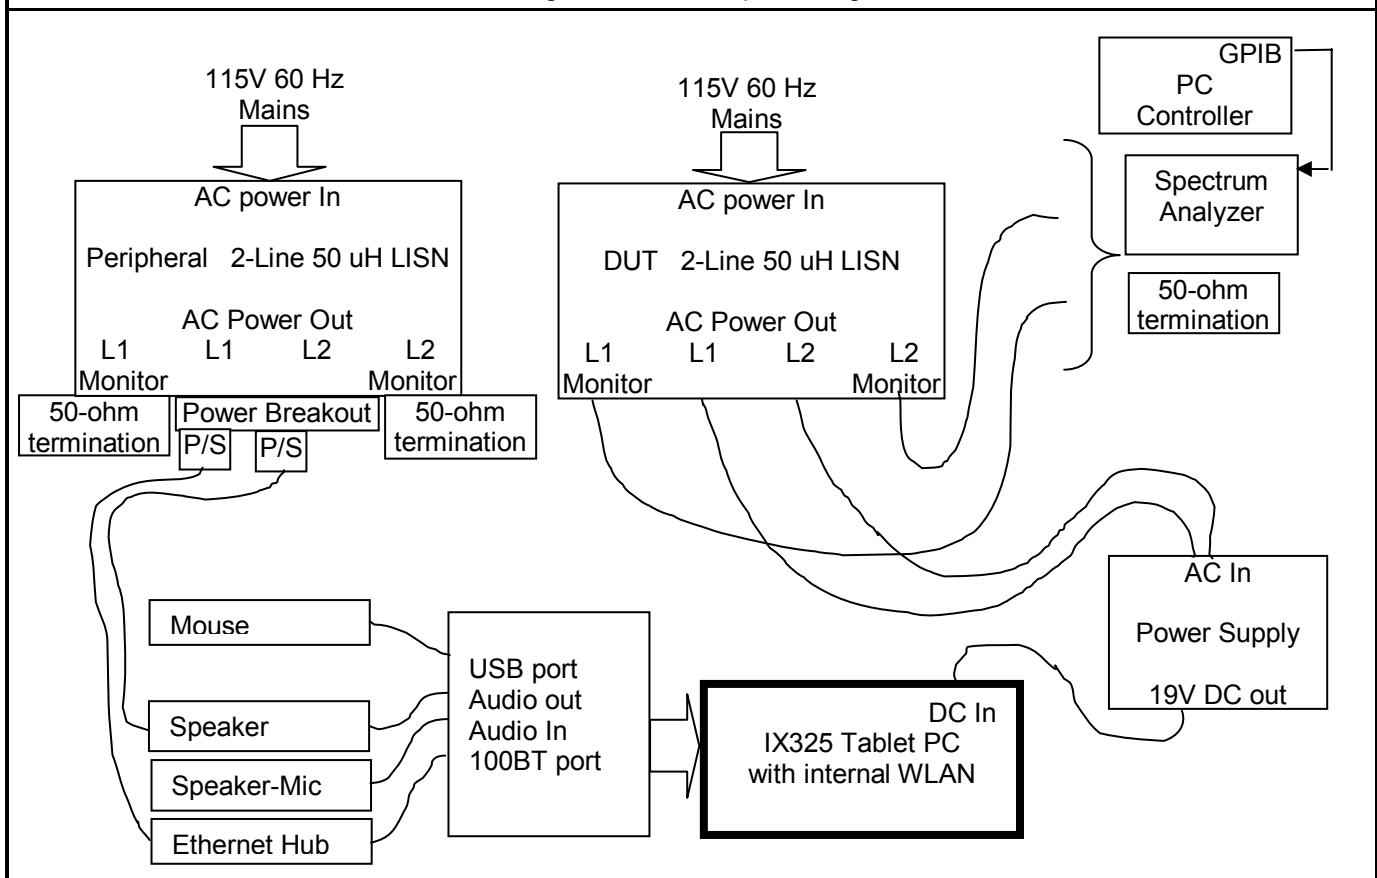 115V 60 Hz
Mains
AC power In
Peripheral 2-Line 50 uH LISN
AC Power Out
L1 L1 L2 L2
Monitor Monitor
50-ohm
termination
Power Breakout
50-ohm
termination
P/S P/S
115V 60 Hz
Mains
AC power In
DUT 2-Line 50 uH LISN
AC Power Out
L1 L1 L2 L2
Monitor Monitor
GPIB
PC
Controller
Spectrum
Analyzer
50-ohm
termination
AC In
Power Supply
19V DC out
Mouse
Speaker
Speaker-Mic
Ethernet Hub
USB port
Audio out
Audio In
100BT port
DC In
IX325 Tablet PC
with internal WLAN